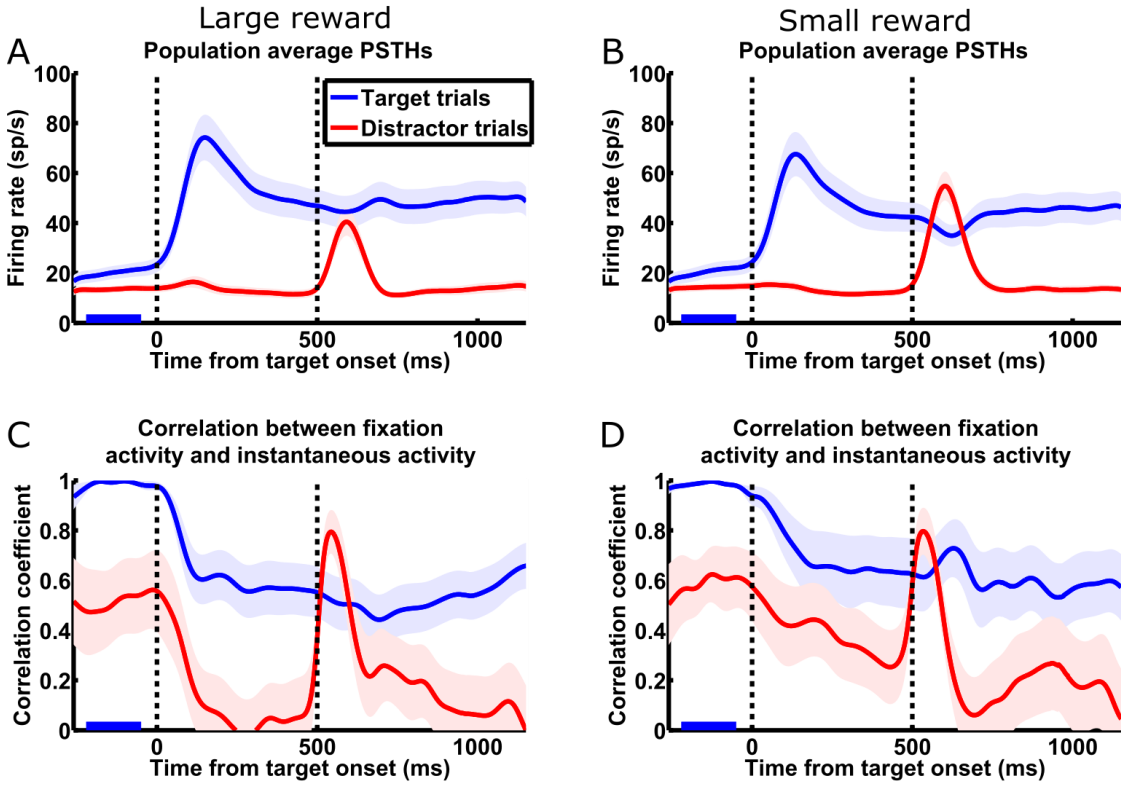 Large reward
Small reward
A
Population average PSTHs
B
Population average PSTHs
100
80
60
40
20
0
Firing rate (sp/s)
Target trials
Distractor trials
0
500
1000
Time from target onset (ms)
100
80
60
40
20
0
Firing rate (sp/s)
0
500
1000
Time from target onset (ms)
C
Correlation between fixation
activity and instantaneous activity
D
Correlation between fixation
activity and instantaneous activity
1
0.8
0.6
0.4
0.2
0
Correlation coefficient
0
500
1000
Time from target onset (ms)
1
0.8
0.6
0.4
0.2
0
Correlation coefficient
0
500
1000
Time from target onset (ms)